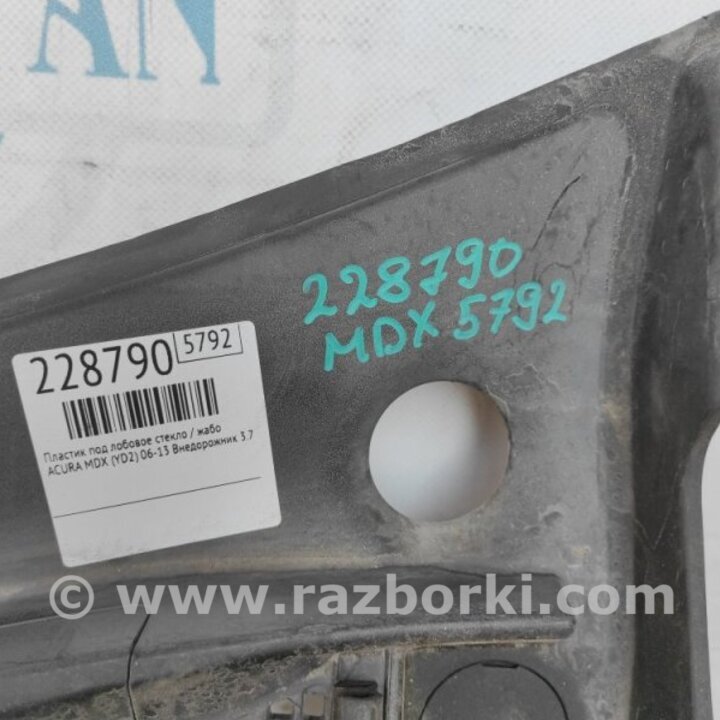 AN
228790
MDX 5792
228790 5792
Пластик под лобовое стекло / жабо
ACURA MDX (YD2) 06-13 Внедорожник 3.7
© www.razborki.com